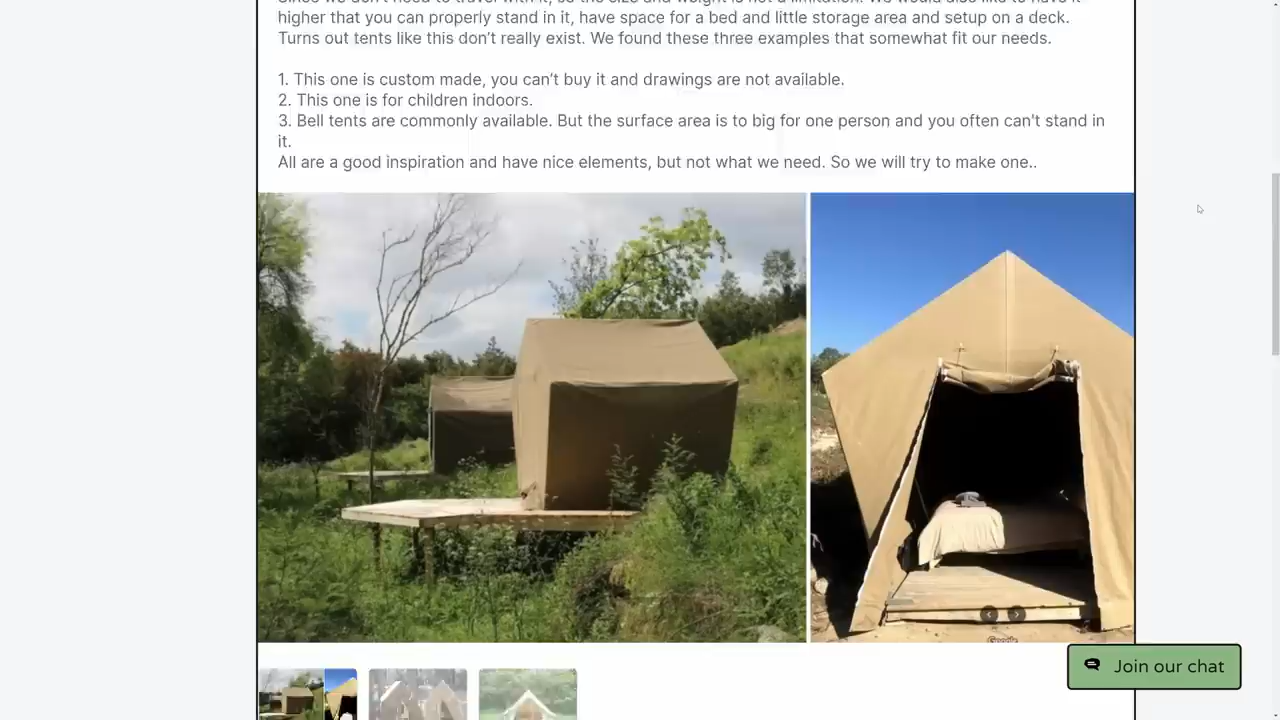 higher that you can properly stand in it, have space for a bed and little storage area and setup on a deck.
Turns out tents like this don’t really exist. We found these three examples that somewhat fit our needs.
1. This one is custom made, you can’t buy it and drawings are not available.
2. This one is for children indoors.
3. Bell tents are commonly available. But the surface area is to big for one person and you often can't stand in
it.
All are a good inspiration and have nice elements, but not what we need. So we will try to make one..
Google
Join our chat